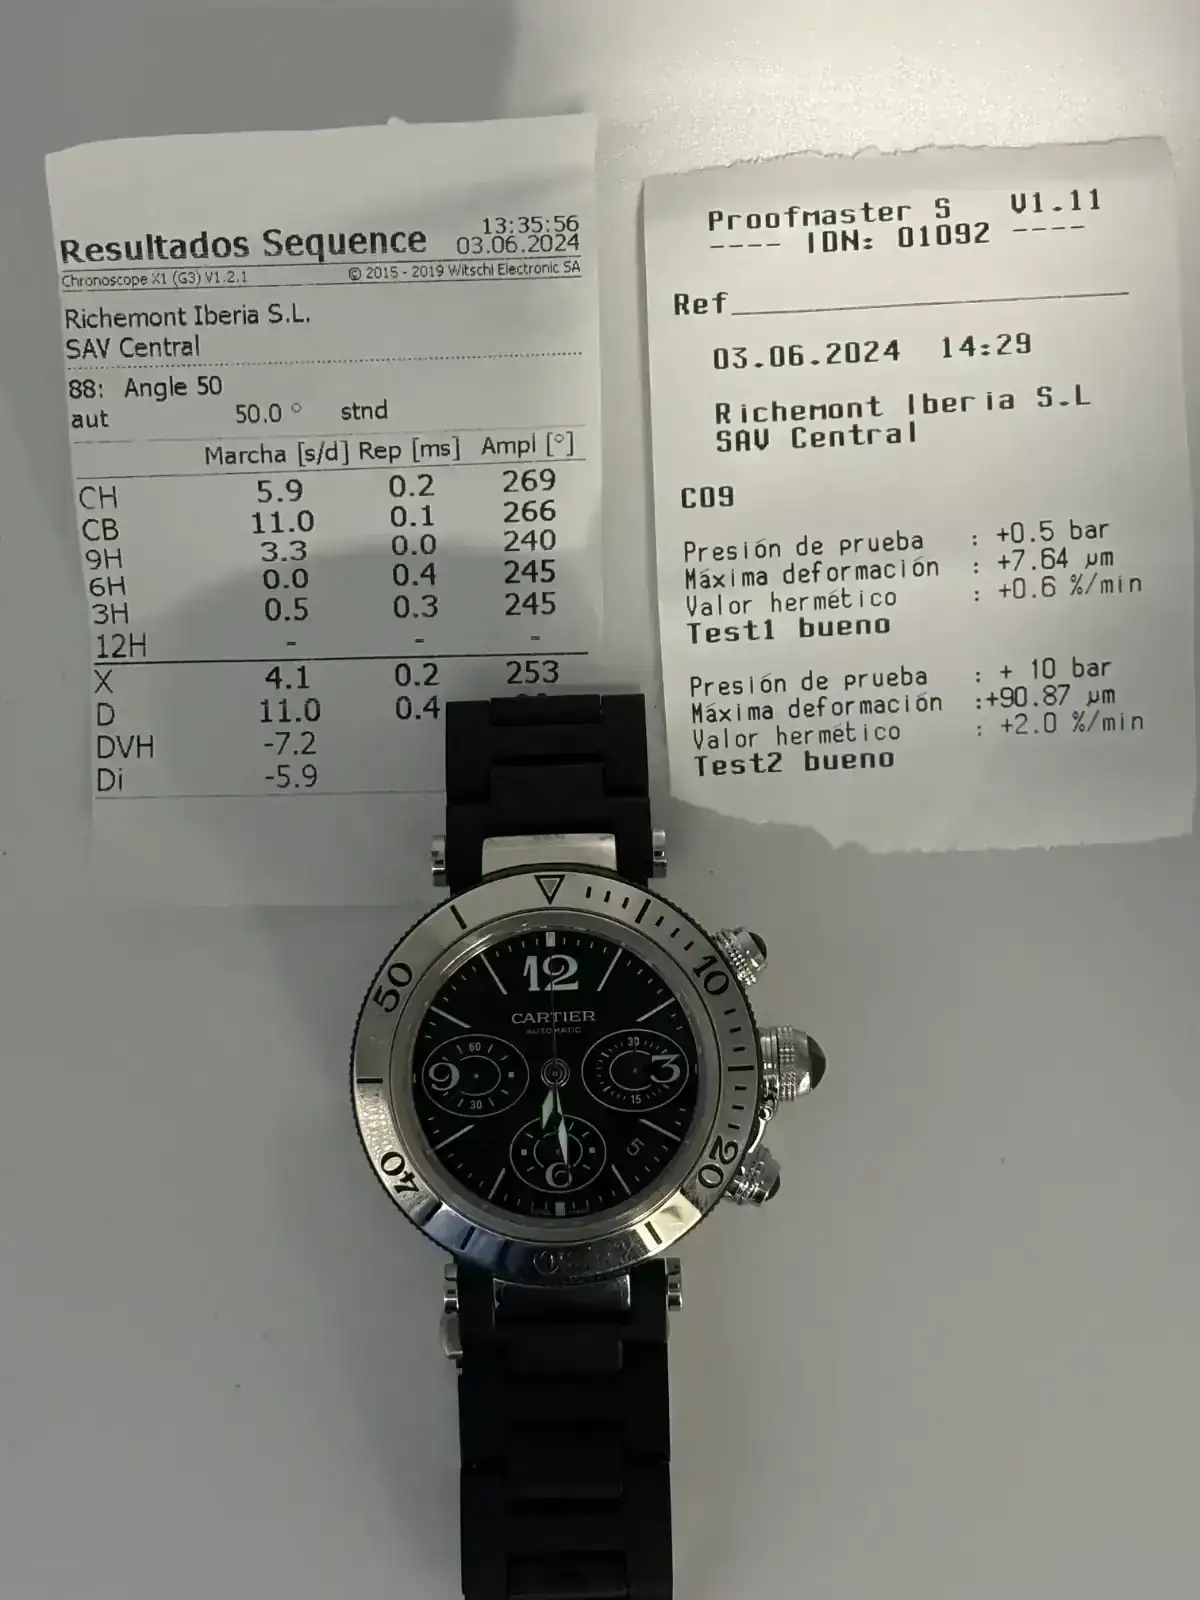 Resultados Sequence
13:35:56
03.06.2024
Chronoscope X1 (G3) V1.2.1
© 2015 - 2019 Witschi Electronic SA
Richemont Iberia S.L.
SAV Central
88: Angle 50
aut 50.0 ° stnd
Marcha [s/d] Rep [ms] Ampl [°]
CH 5.9 0.2 269
CB 11.0 0.1 266
9H 3.3 0.0 240
6H 0.0 0.4 245
3H 0.5 0.3 245
12H - - -
X 4.1 0.2 253
D 11.0 0.4
DVH -7.2
Di -5.9
Proofmaster S V1.11
---- IDN: 01092 ----
Ref
03.06.2024 14:29
Richemont Iberia S.L
SAV Central
C09
Presión de prueba : +0.5 bar
Máxima deformación : +7.64 µm
Valor hermético : +0.6 %/min
Test1 bueno
Presión de prueba : + 10 bar
Máxima deformación :+90.87 µm
Valor hermético : +2.0 %/min
Test2 bueno
10
20
40
50
12
CARTIER
AUTOMATIC
60
9
30
30
3
15
6
5